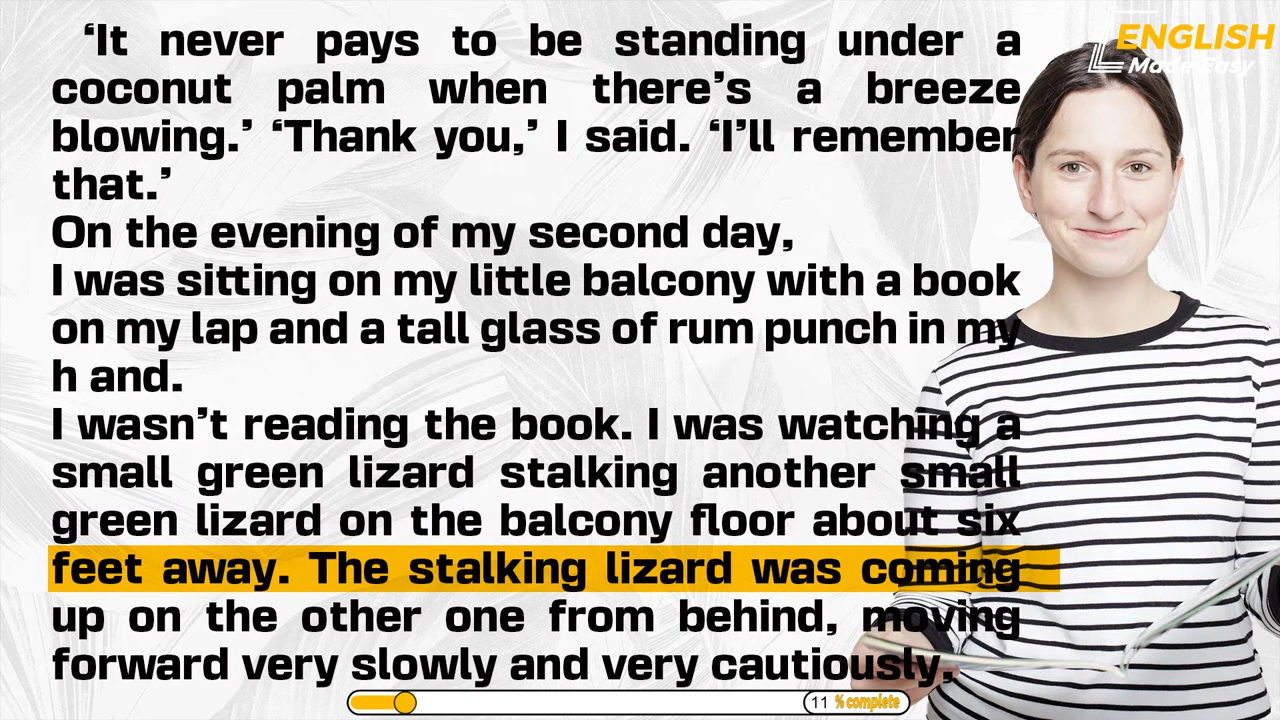 ‘It never pays to be standing under a
coconut palm when there’s a breeze
blowing.’ ‘Thank you,’ I said. ‘I’ll remember
that.’
On the evening of my second day,
I was sitting on my little balcony with a book
on my lap and a tall glass of rum punch in my
h and.
I wasn’t reading the book. I was watching a
small green lizard stalking another small
green lizard on the balcony floor about six
feet away. The stalking lizard was coming
up on the other one from behind, moving
forward very slowly and very cautiously,
ENGLISH
Made Easy
11 % complete